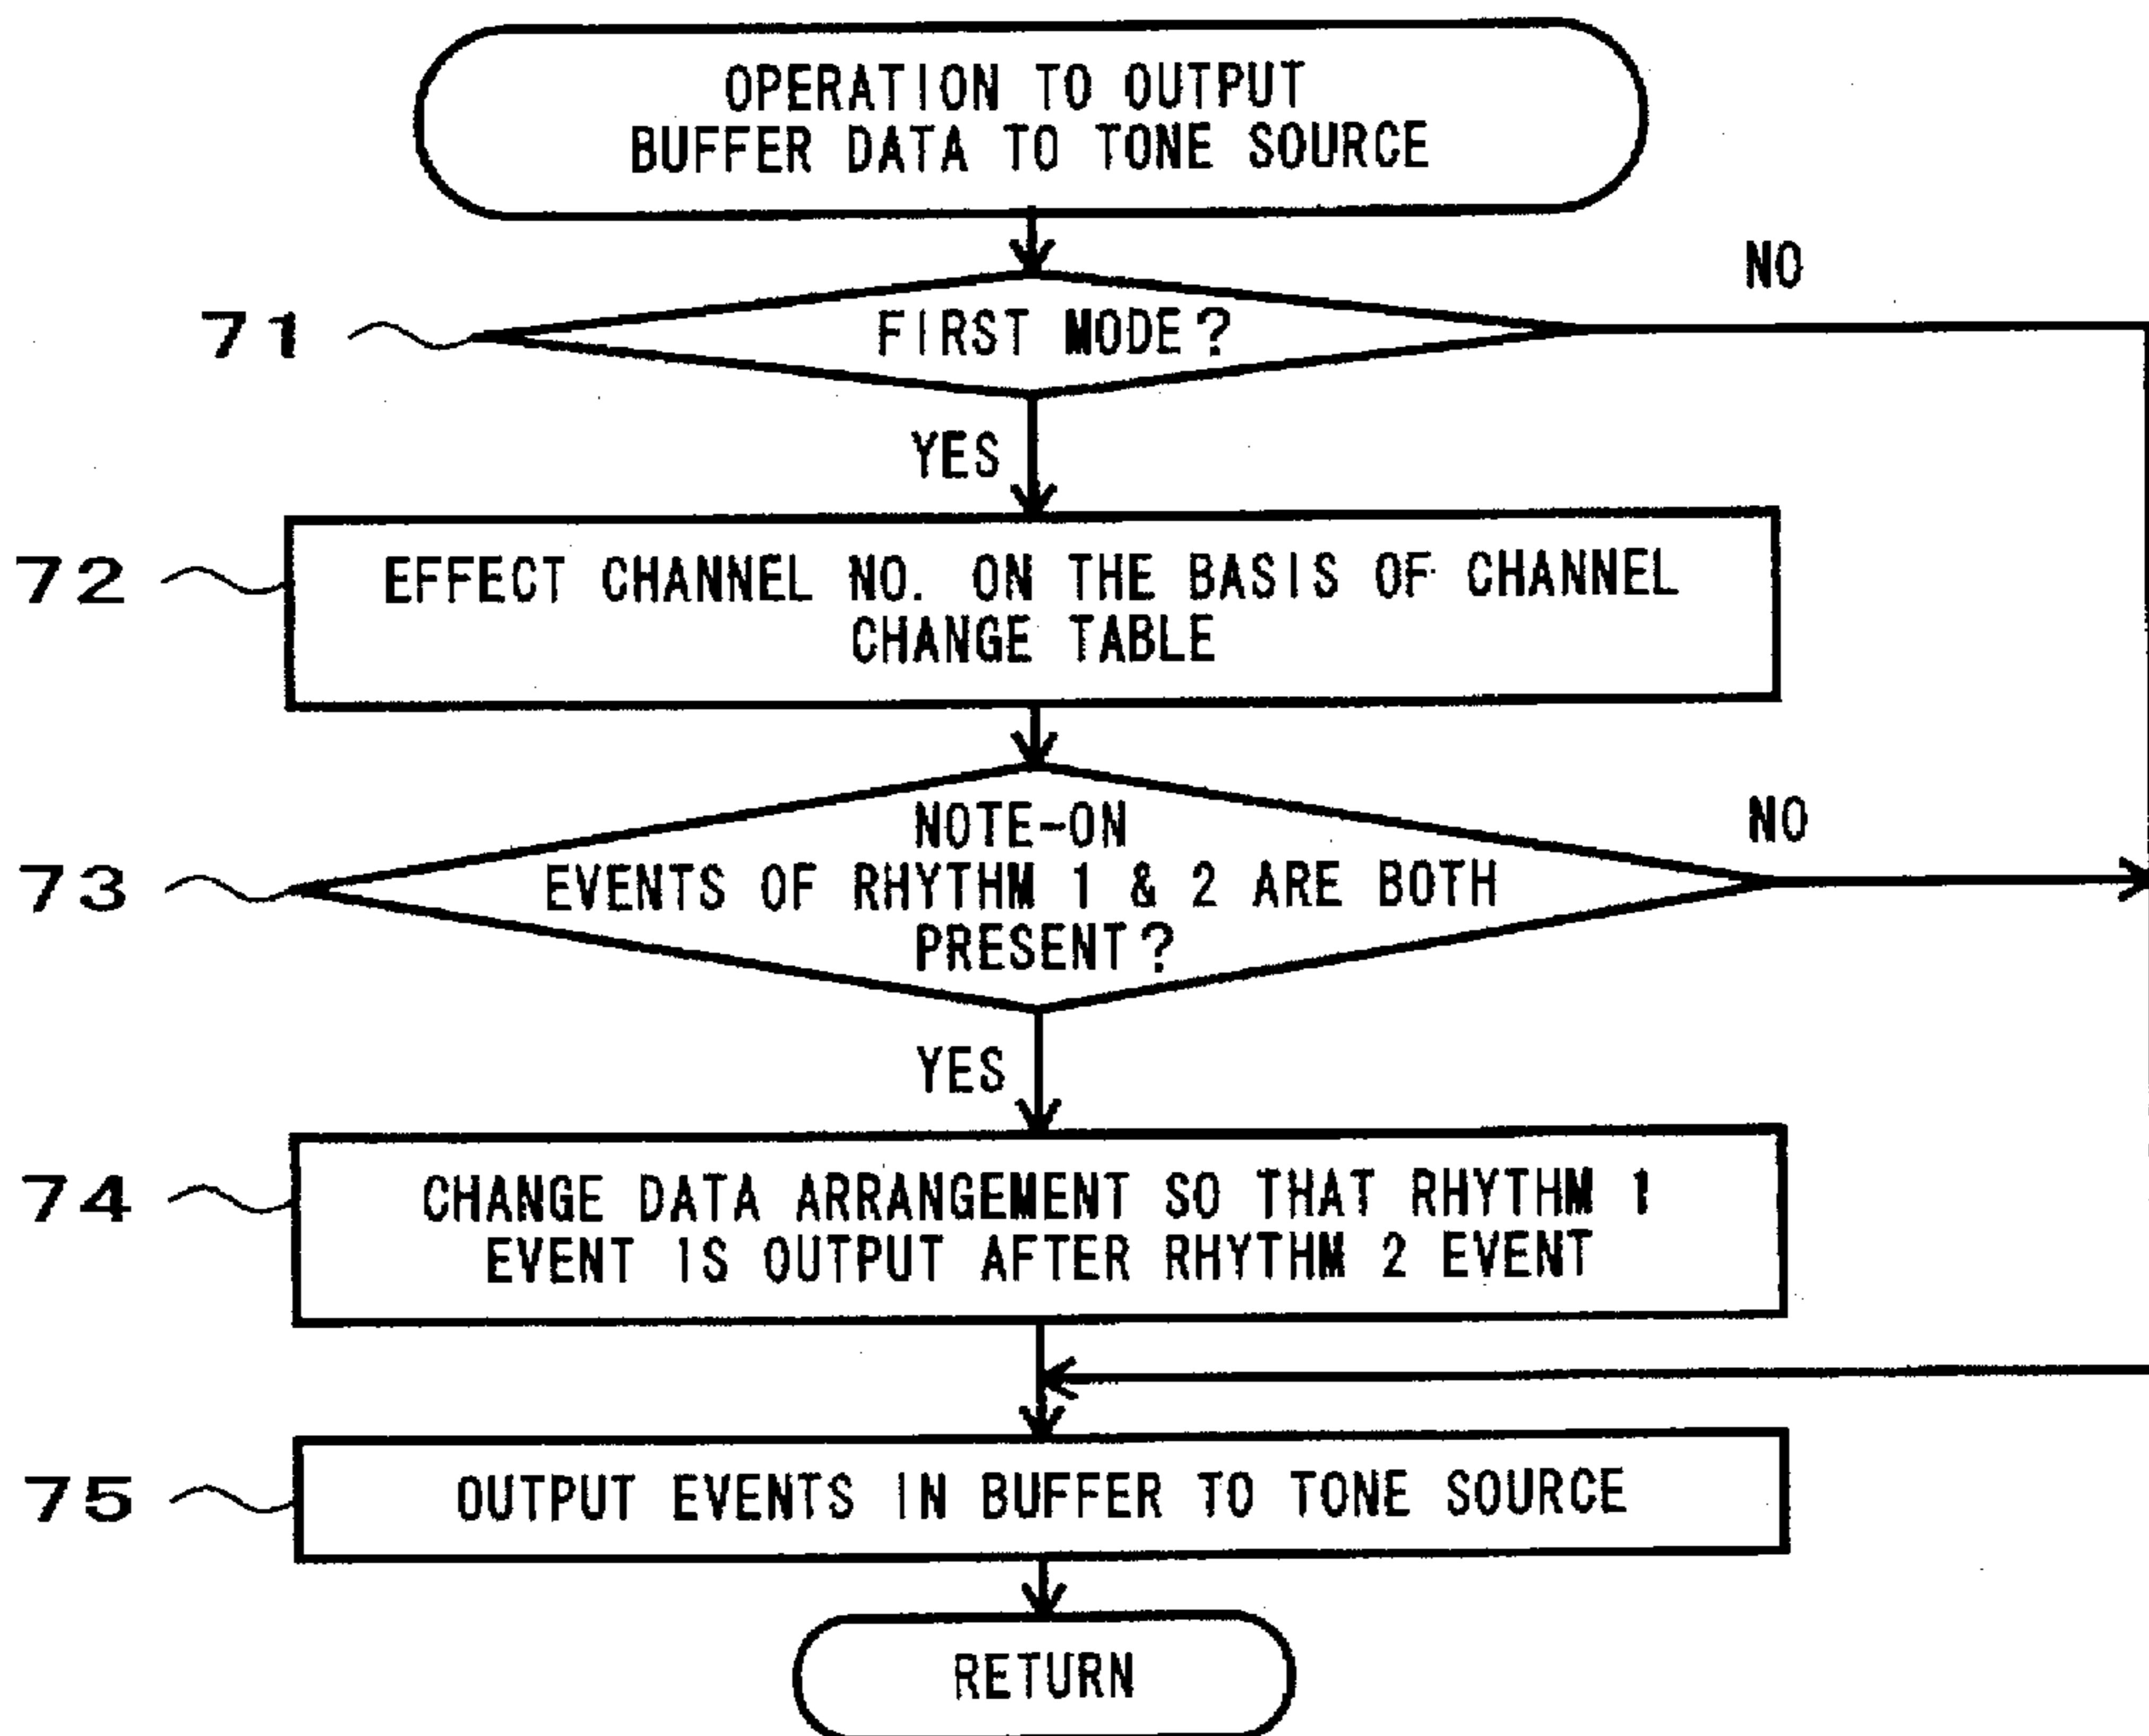 OPERATION TO OUTPUT
BUFFER DATA TO TONE SOURCE
NO
71
FIRST MODE?
YES
72
EFFECT CHANNEL NO. ON THE BASIS OF CHANNEL
CHANGE TABLE
NOTE-ON
NO
73
EVENTS OF RHYTHM 1 & 2 ARE BOTH
PRESENT?
YES
74
CHANGE DATA ARRANGEMENT SO THAT RHYTHM 1
EVENT IS OUTPUT AFTER RHYTHM 2 EVENT
75
OUTPUT EVENTS IN BUFFER TO TONE SOURCE
RETURN